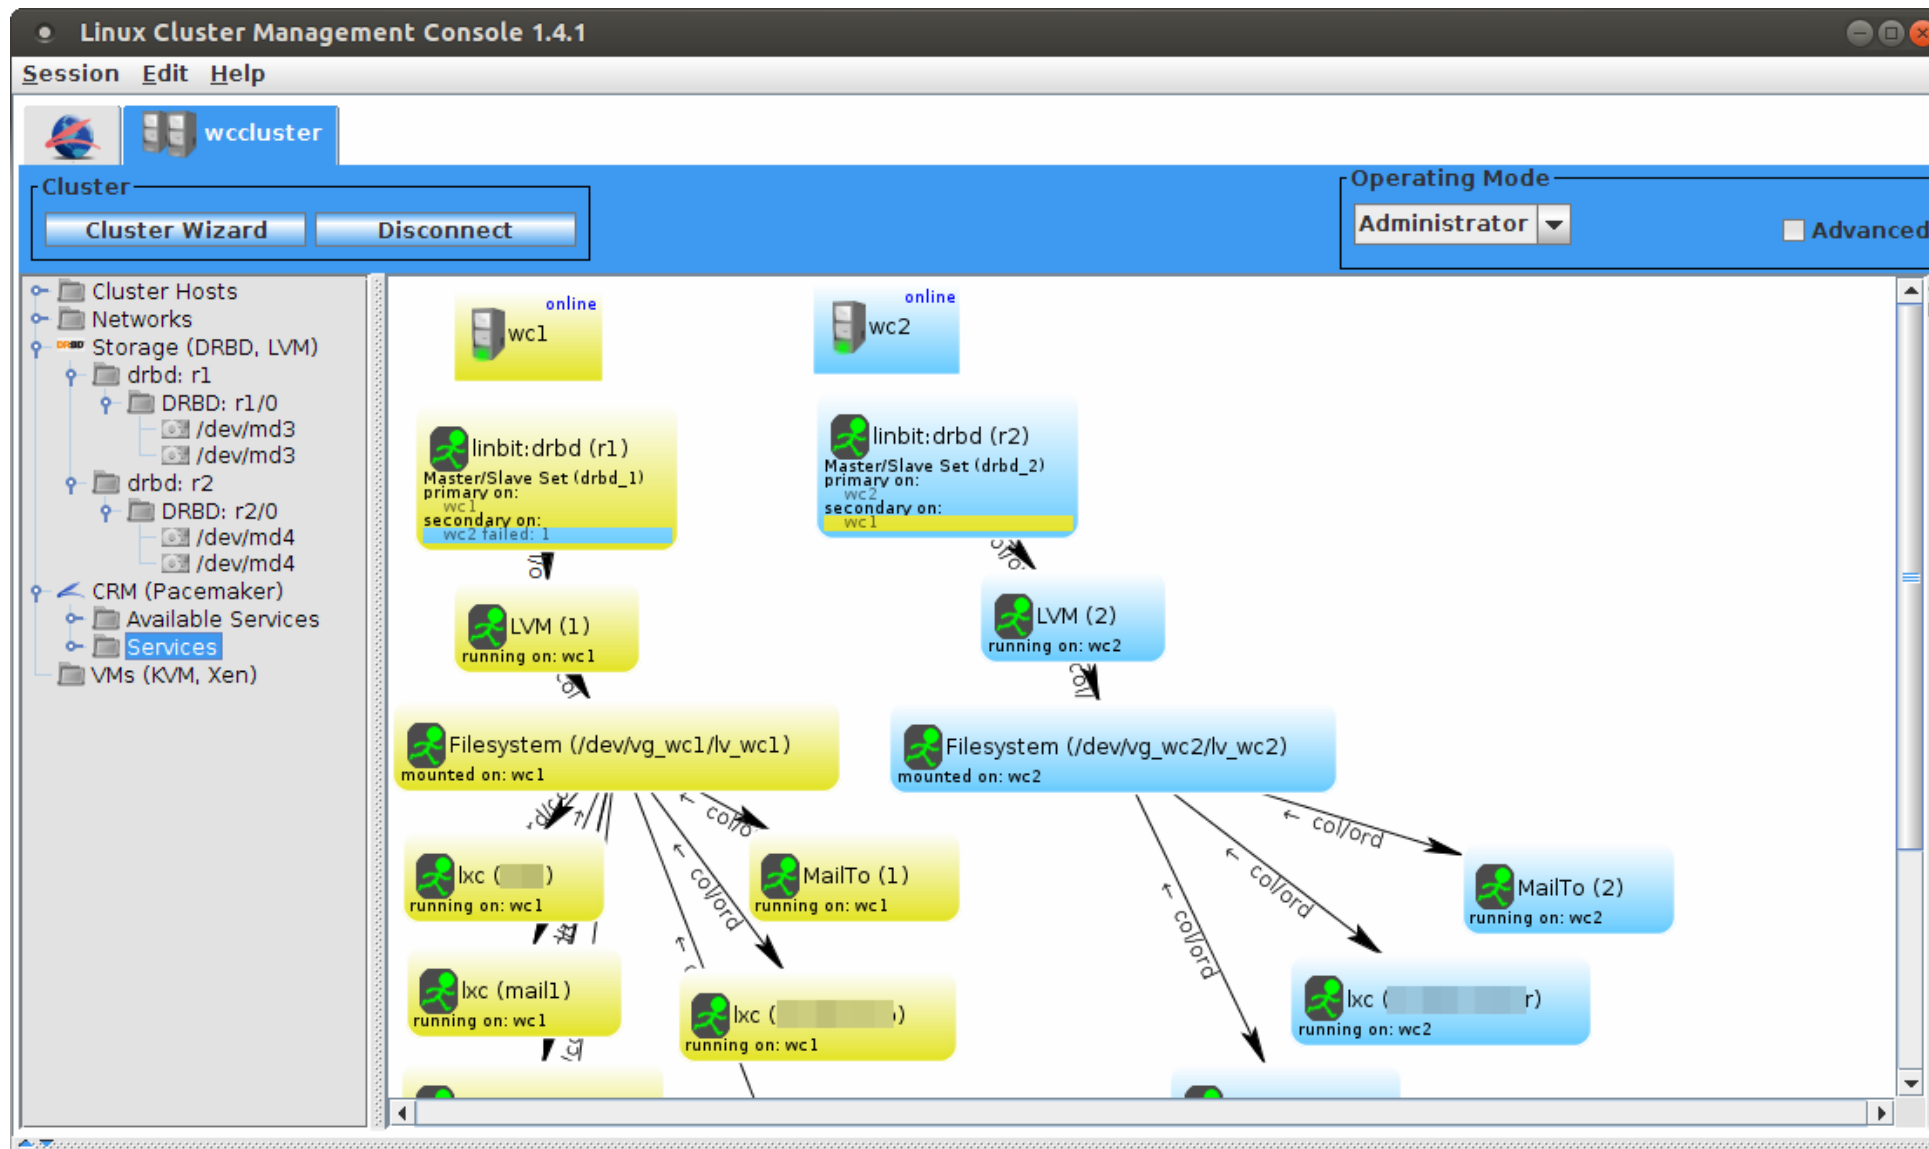 Linux Cluster Management Console 1.4.1
Session Edit Help
wccluster
Cluster
Cluster Wizard
Disconnect
Operating Mode
Administrator
Advanced
Cluster Hosts
Networks
DRBD Storage (DRBD, LVM)
drbd: r1
DRBD: r1/0
/dev/md3
/dev/md3
drbd: r2
DRBD: r2/0
/dev/md4
/dev/md4
CRM (Pacemaker)
Available Services
Services
VMs (KVM, Xen)
online
wc1
online
wc2
linbit:drbd (r1)
Master/Slave Set (drbd_1)
primary on:
wc1
secondary on:
wc2 failed: 1
linbit:drbd (r2)
Master/Slave Set (drbd_2)
primary on:
wc2
secondary on:
wc1
LVM (1)
running on: wc1
LVM (2)
running on: wc2
Filesystem (/dev/vg_wc1/lv_wc1)
mounted on: wc1
Filesystem (/dev/vg_wc2/lv_wc2)
mounted on: wc2
← col/ord
← col/ord
← col/ord
← col/ord
lxc ( )
running on: wc1
MailTo (1)
running on: wc1
MailTo (2)
running on: wc2
lxc (mail1)
running on: wc1
lxc ( )
running on: wc1
lxc ( r)
running on: wc2